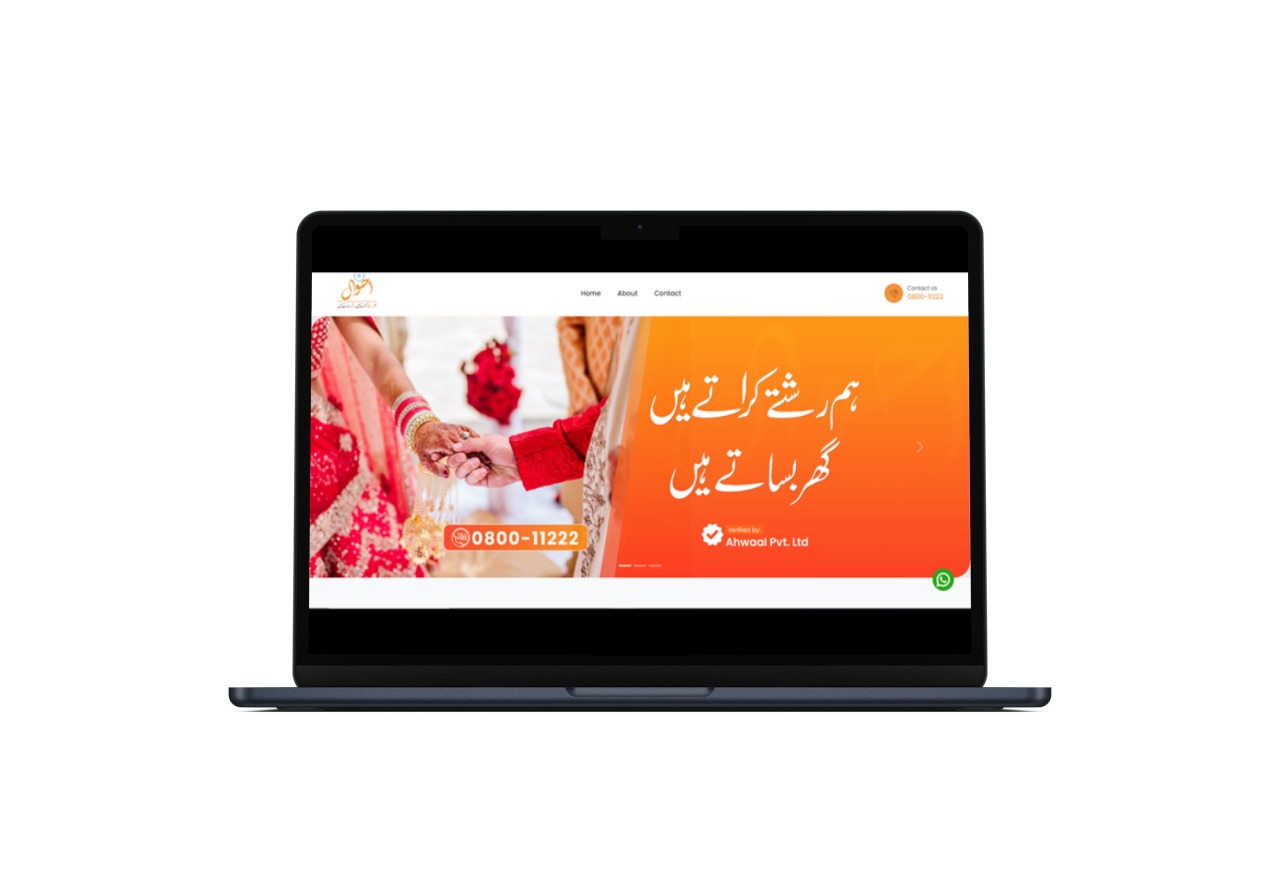 احوال
Home About Contact
Contact Us
0800-11222
ہم رشتے کراتے ہیں
گھر بساتے ہیں
0800-11222
Verified by:
Ahwaal Pvt. Ltd